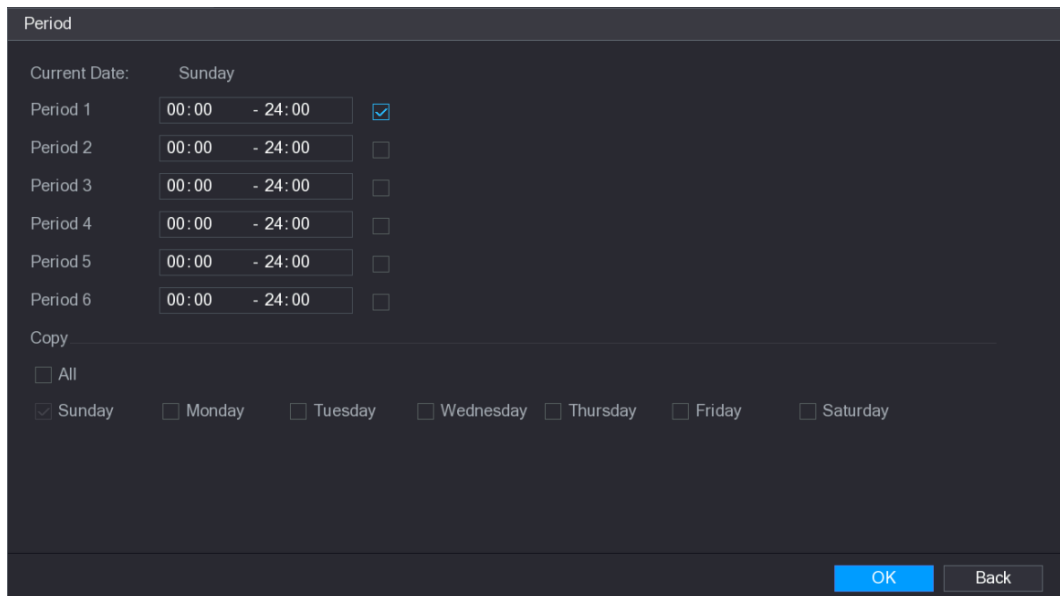 Period
Current Date: Sunday
Period 1 00:00 - 24:00
Period 2 00:00 - 24:00
Period 3 00:00 - 24:00
Period 4 00:00 - 24:00
Period 5 00:00 - 24:00
Period 6 00:00 - 24:00
Copy
All
Sunday Monday Tuesday Wednesday Thursday Friday Saturday
OK Back